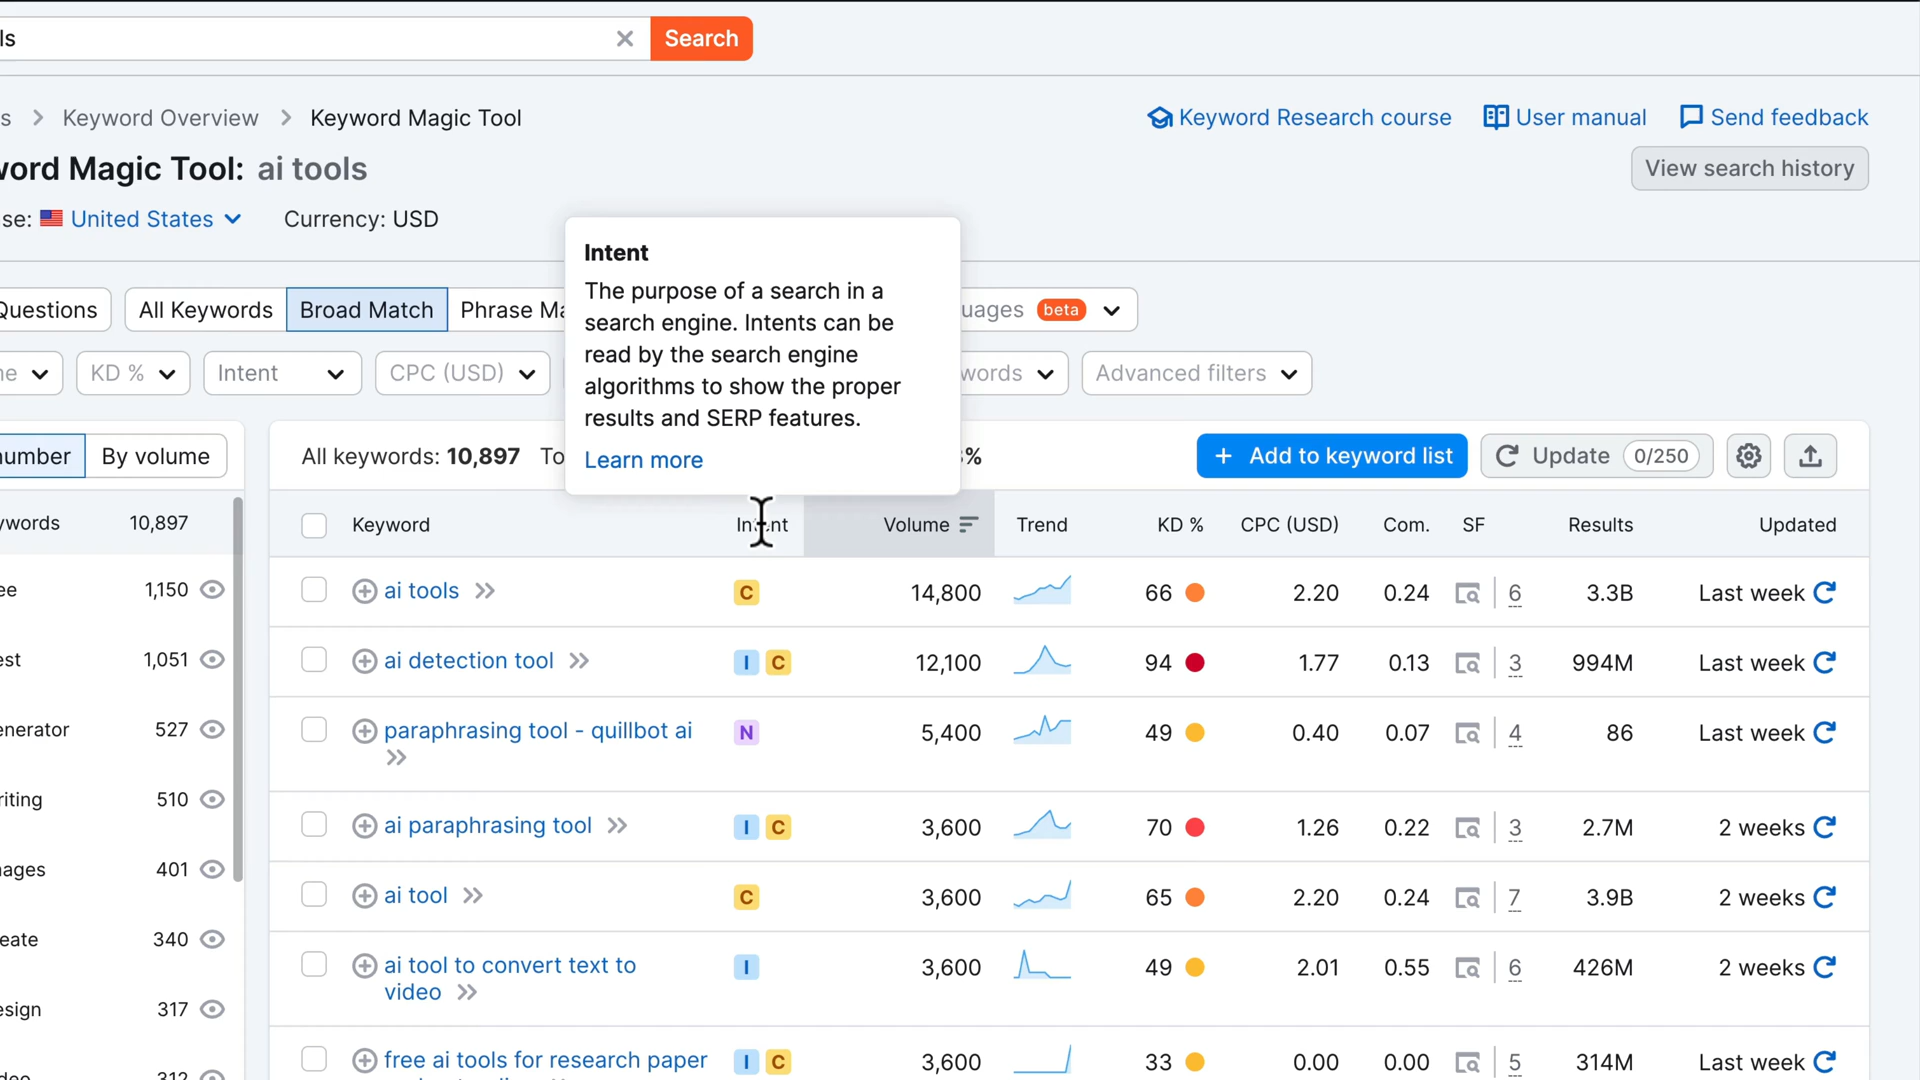 ls
Search
s > Keyword Overview > Keyword Magic Tool
Keyword Research course
User manual
Send feedback
word Magic Tool: ai tools
View search history
se: United States
Currency: USD
Intent
The purpose of a search in a
search engine. Intents can be
read by the search engine
algorithms to show the proper
results and SERP features.
Learn more
Questions
All Keywords
Broad Match
Phrase Ma
uages beta
KD %
Intent
CPC (USD)
words
Advanced filters
number
By volume
All keywords: 10,897 To
%
+ Add to keyword list
Update 0/250
ywords 10,897
ee 1,150
est 1,051
enerator 527
riting 510
ages 401
eate 340
esign 317
deo 312
Keyword Intent Volume Trend KD % CPC (USD) Com. SF Results Updated
ai tools C 14,800 66 2.20 0.24 6 3.3B Last week
ai detection tool I C 12,100 94 1.77 0.13 3 994M Last week
paraphrasing tool - quillbot ai N 5,400 49 0.40 0.07 4 86 Last week
ai paraphrasing tool I C 3,600 70 1.26 0.22 3 2.7M 2 weeks
ai tool C 3,600 65 2.20 0.24 7 3.9B 2 weeks
ai tool to convert text to I 3,600 49 2.01 0.55 6 426M 2 weeks
video
free ai tools for research paper I C 3,600 33 0.00 0.00 5 314M Last week